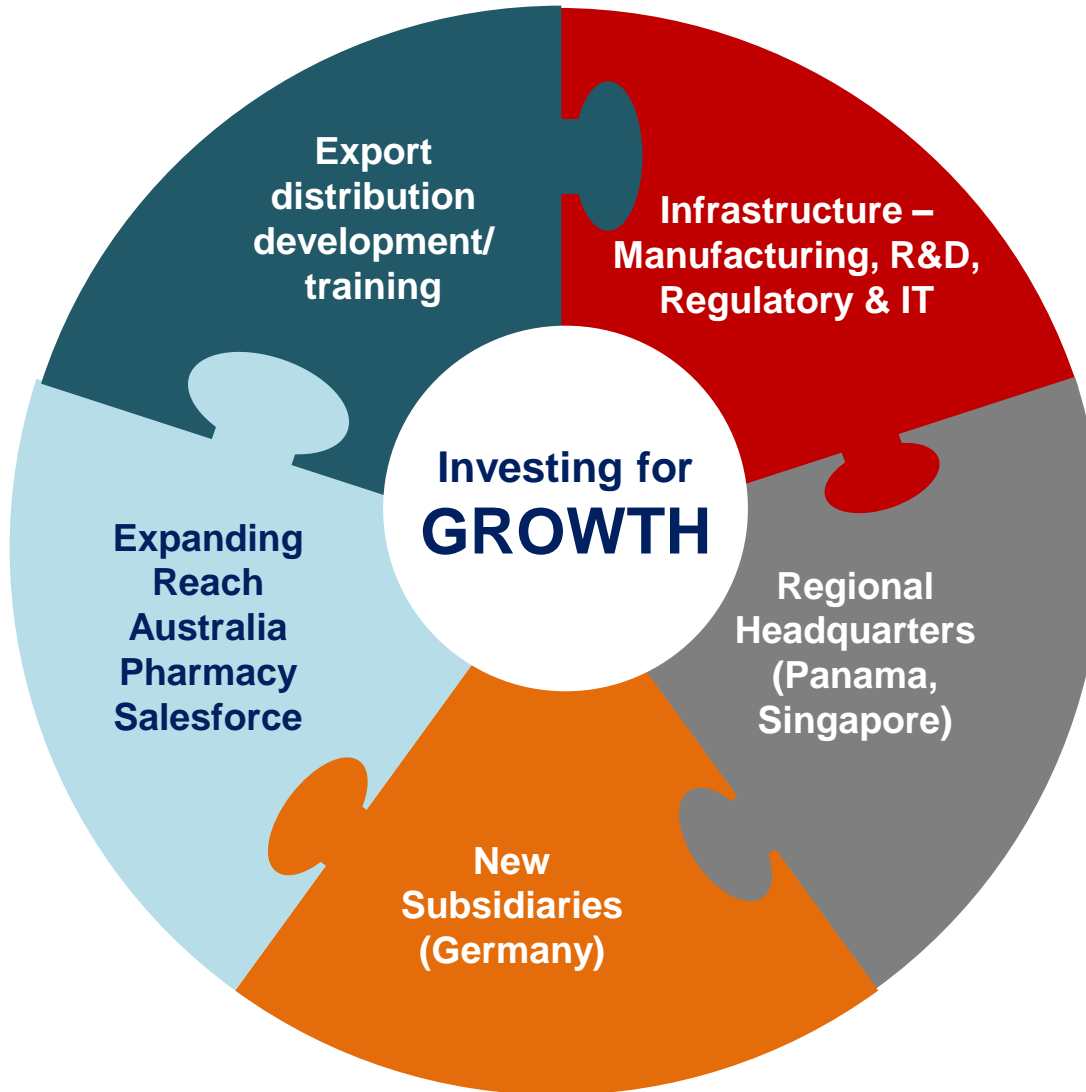 Export
distribution
development/
training
Infrastructure –
Manufacturing, R&D,
Regulatory & IT
Investing for
GROWTH
Expanding
Reach
Australia
Pharmacy
Salesforce
Regional
Headquarters
(Panama,
Singapore)
New
Subsidiaries
(Germany)